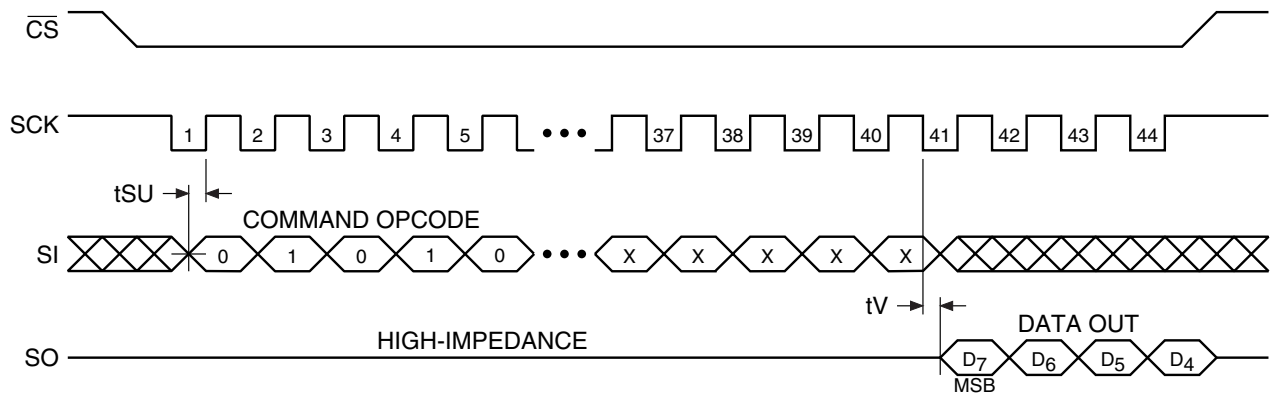 CS
SCK 1 2 3 4 5 ••• 37 38 39 40 41 42 43 44
tSU
COMMAND OPCODE
SI 0 1 0 1 0 ••• X X X X X
tV
HIGH-IMPEDANCE DATA OUT
SO D7 D6 D5 D4
MSB